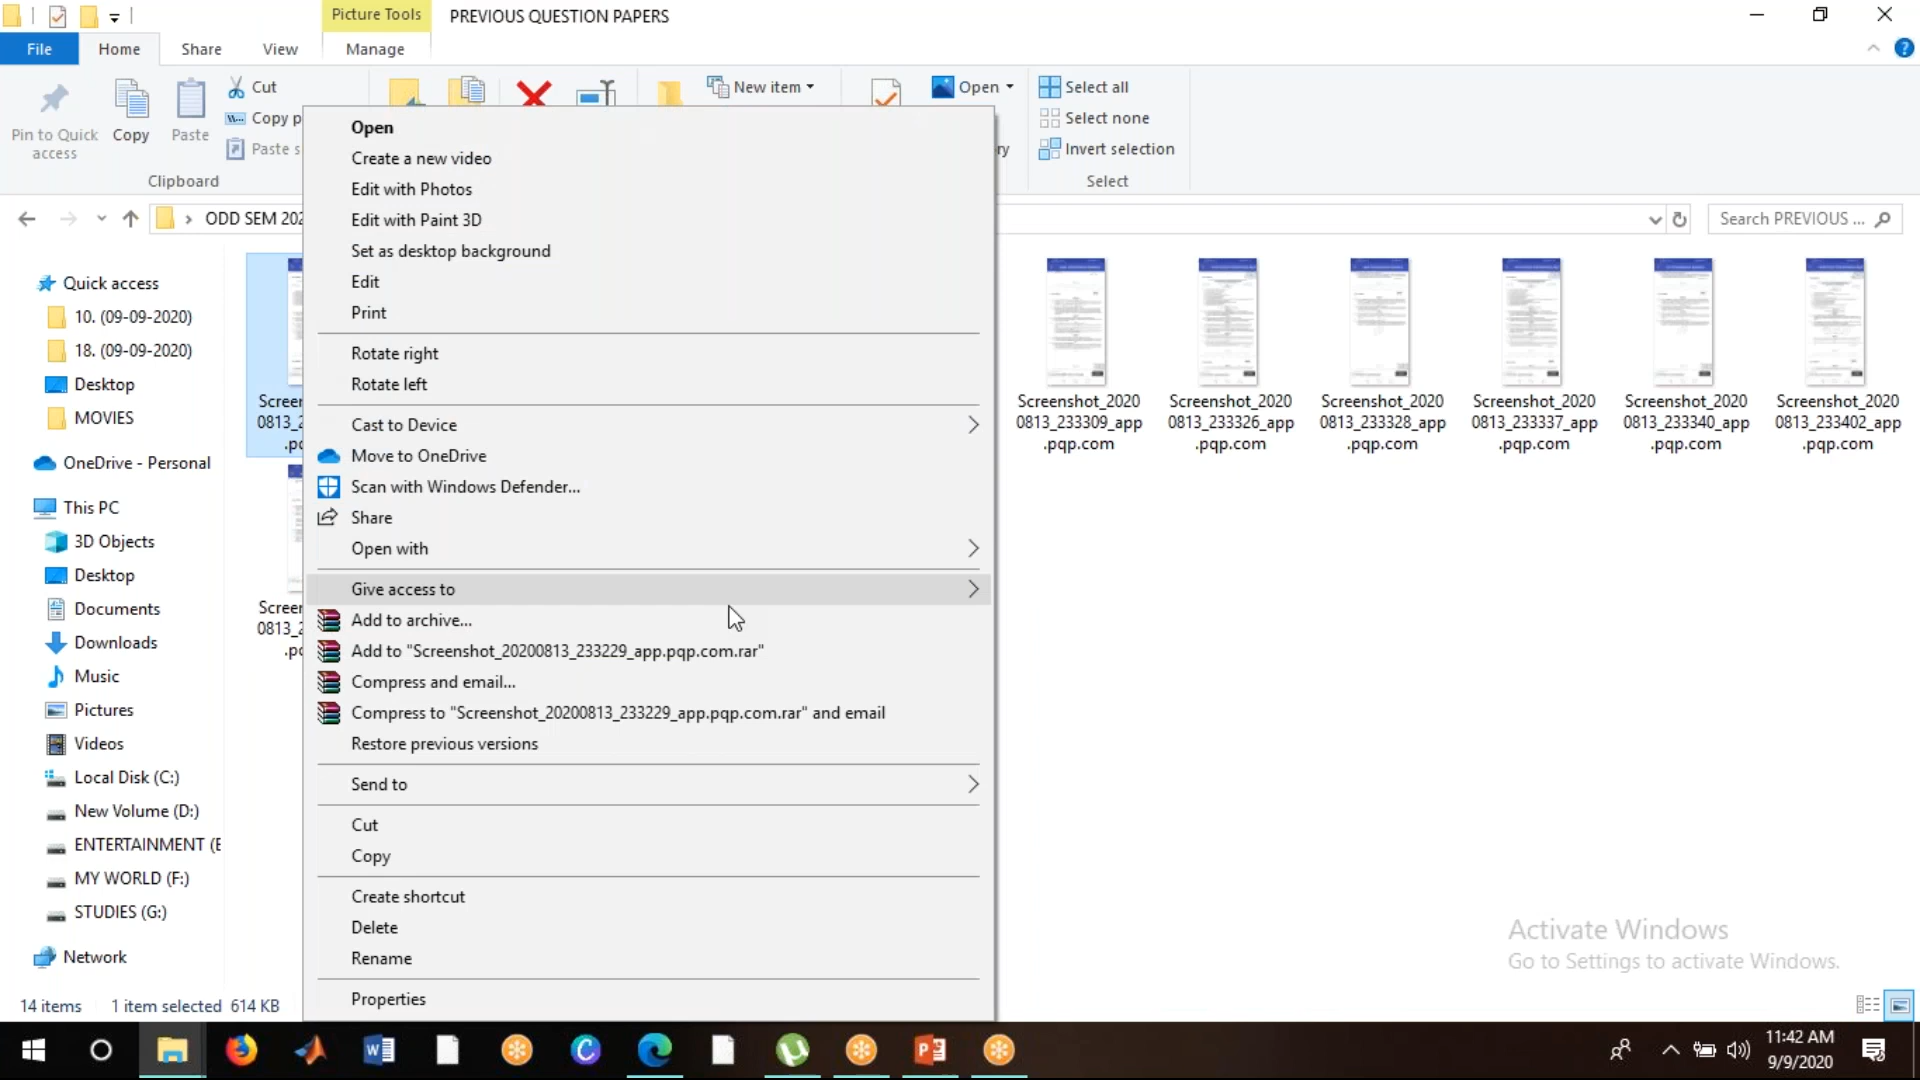 Picture Tools
PREVIOUS QUESTION PAPERS
File
Home
Share
View
Manage
Pin to Quick
access
Copy
Paste
Cut
Copy p
Paste s
Clipboard
New item
Open
ry
Select all
Select none
Invert selection
Select
ODD SEM 202
Search PREVIOUS ...
Quick access
10. (09-09-2020)
18. (09-09-2020)
Desktop
MOVIES
OneDrive - Personal
This PC
3D Objects
Desktop
Documents
Downloads
Music
Pictures
Videos
Local Disk (C:)
New Volume (D:)
ENTERTAINMENT (E
MY WORLD (F:)
STUDIES (G:)
Network
Screer
0813_2
.pc
Screer
0813_2
.pc
Open
Create a new video
Edit with Photos
Edit with Paint 3D
Set as desktop background
Edit
Print
Rotate right
Rotate left
Cast to Device
Move to OneDrive
Scan with Windows Defender...
Share
Open with
Give access to
Add to archive...
Add to "Screenshot_20200813_233229_app.pqp.com.rar"
Compress and email...
Compress to "Screenshot_20200813_233229_app.pqp.com.rar" and email
Restore previous versions
Send to
Cut
Copy
Create shortcut
Delete
Rename
Properties
Screenshot_2020
0813_233309_app
.pqp.com
Screenshot_2020
0813_233326_app
.pqp.com
Screenshot_2020
0813_233328_app
.pqp.com
Screenshot_2020
0813_233337_app
.pqp.com
Screenshot_2020
0813_233340_app
.pqp.com
Screenshot_2020
0813_233402_app
.pqp.com
Activate Windows
Go to Settings to activate Windows.
14 items
1 item selected 614 KB
11:42 AM
9/9/2020